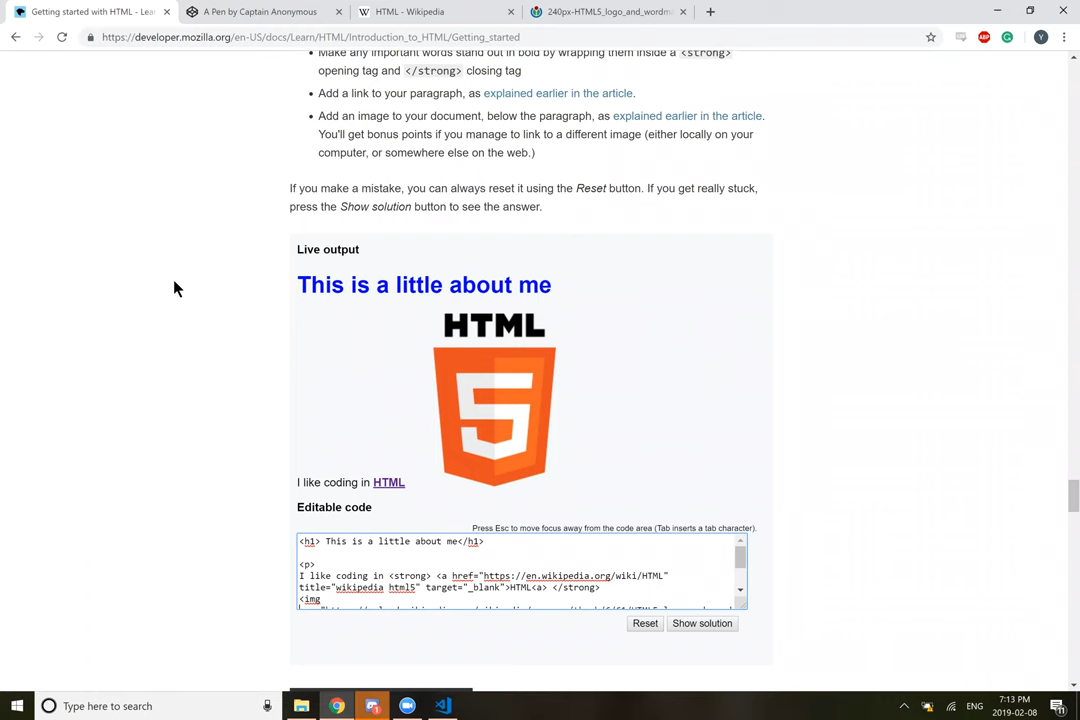 Getting started with HTML - Lea
A Pen by Captain Anonymous
W HTML - Wikipedia
240px-HTML5_logo_and_wordm
https://developer.mozilla.org/en-US/docs/Learn/HTML/Introduction_to_HTML/Getting_started
ABP
G
Y
Make any important words stand out in bold by wrapping them inside a <strong>
opening tag and </strong> closing tag
Add a link to your paragraph, as explained earlier in the article.
Add an image to your document, below the paragraph, as explained earlier in the article.
You'll get bonus points if you manage to link to a different image (either locally on your
computer, or somewhere else on the web.)
If you make a mistake, you can always reset it using the Reset button. If you get really stuck,
press the Show solution button to see the answer.
Live output
This is a little about me
HTML
5
I like coding in HTML
Editable code
Press Esc to move focus away from the code area (Tab inserts a tab character).
<h1> This is a little about me</h1>
<p>
I like coding in <strong> <a href="https://en.wikipedia.org/wiki/HTML"
title="wikipedia html5" target="_blank">HTML<a> </strong>
<img
Reset
Show solution
Type here to search
ENG
7:13 PM
2019-02-08